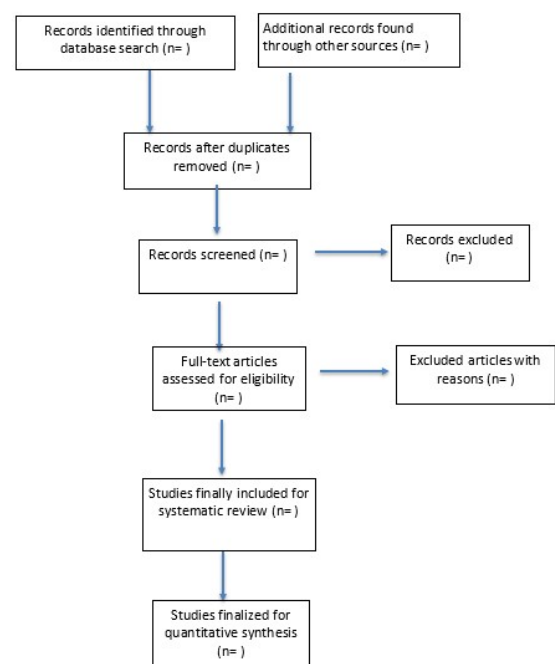 Records identified through
database search (n= )
Additional records found
through other sources (n= )
Records after duplicates
removed (n= )
Records screened (n= )
Records excluded
(n= )
Full-text articles
assessed for eligibility
(n= )
Excluded articles with
reasons (n= )
Studies finally included for
systematic review (n= )
Studies finalized for
quantitative synthesis
(n= )